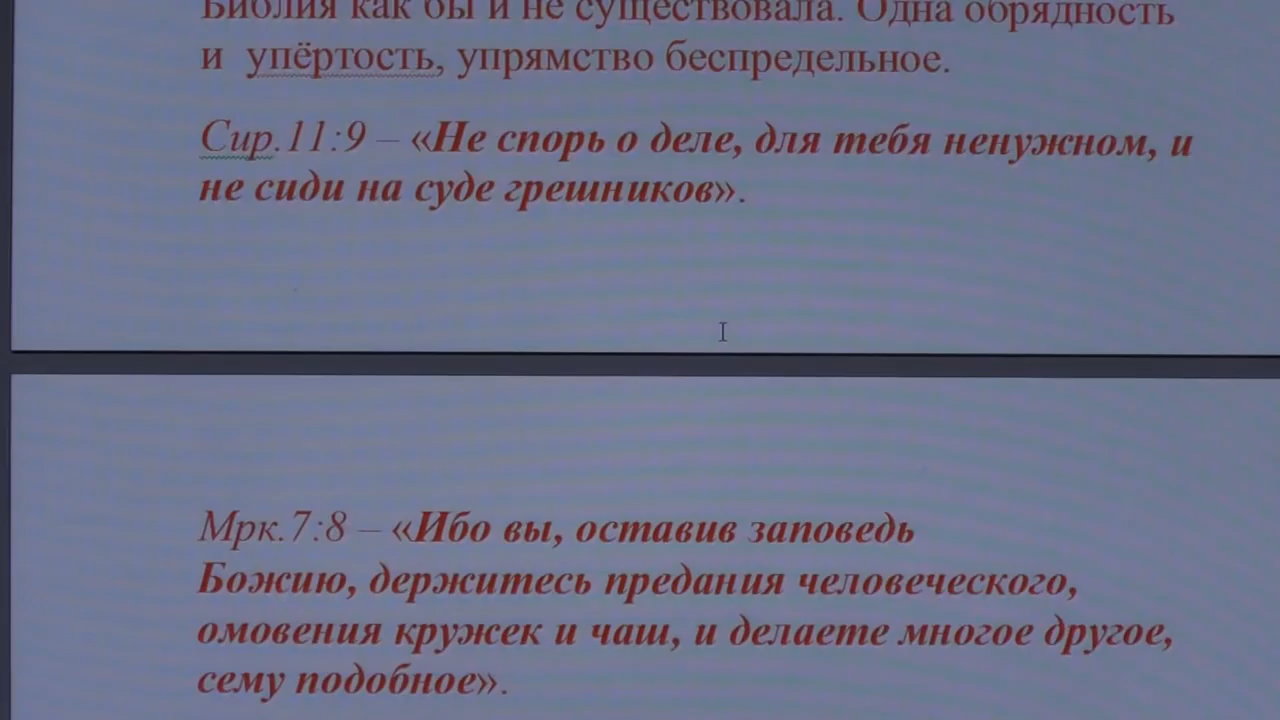 Библия как бы и не существовала. Одна обрядность
и упёртость, упрямство беспредельное.
Сир.11:9 – «Не спорь о деле, для тебя ненужном, и
не сиди на суде грешников».
Мрк.7:8 – «Ибо вы, оставив заповедь
Божию, держитесь предания человеческого,
омовения кружек и чаш, и делаете многое другое,
сему подобное».